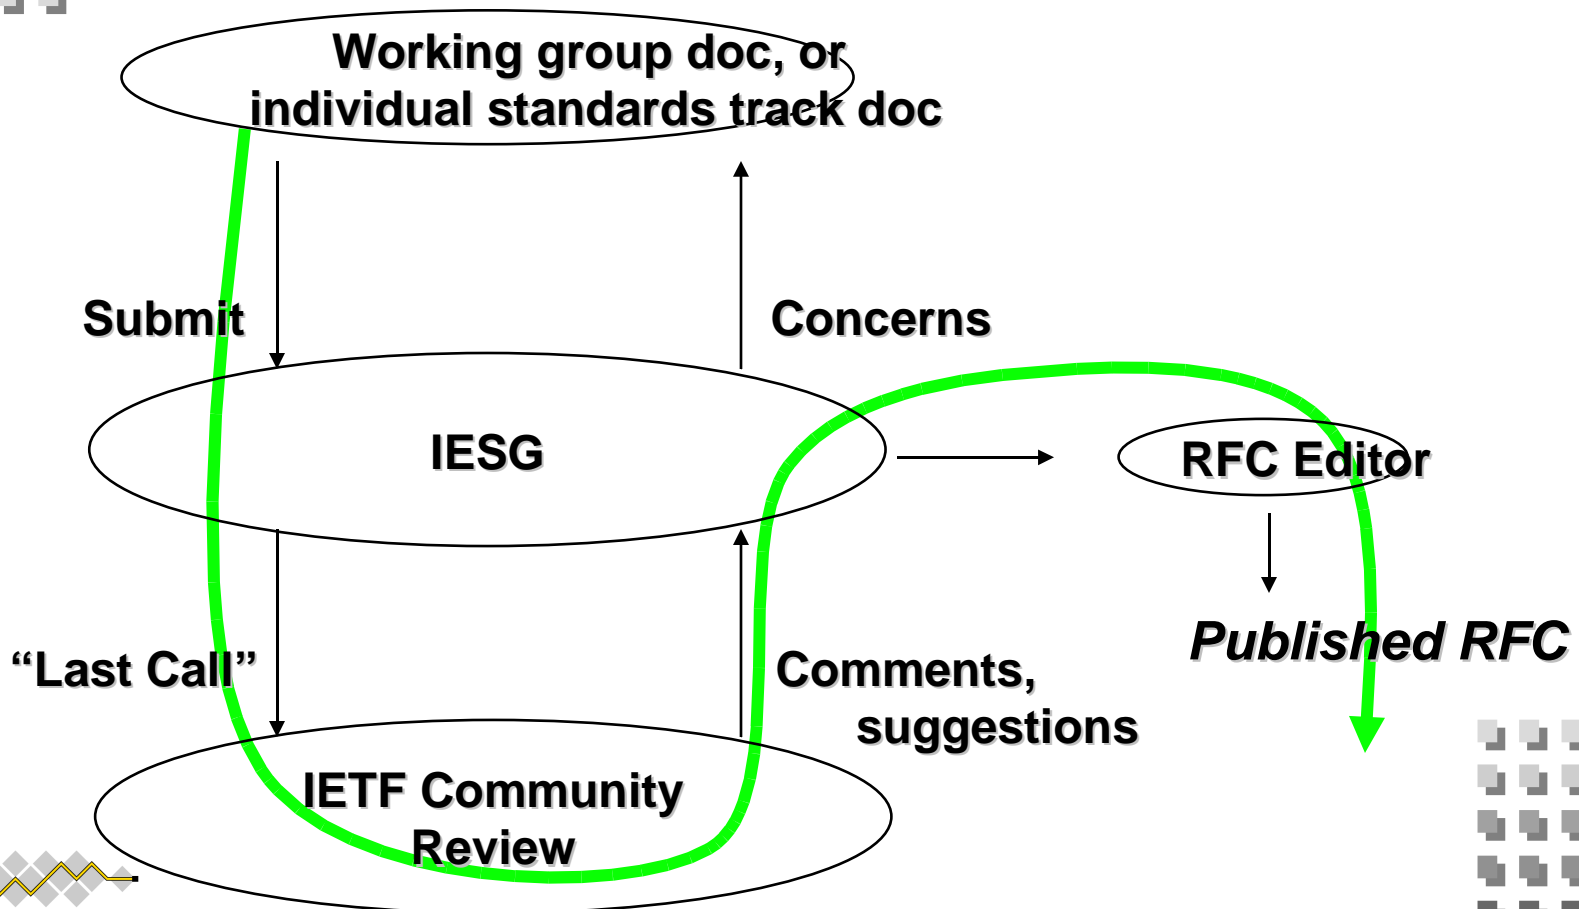 Working group doc, or
individual standards track doc
Submit
Concerns
IESG
RFC Editor
Published RFC
“Last Call”
Comments,
suggestions
IETF Community
Review